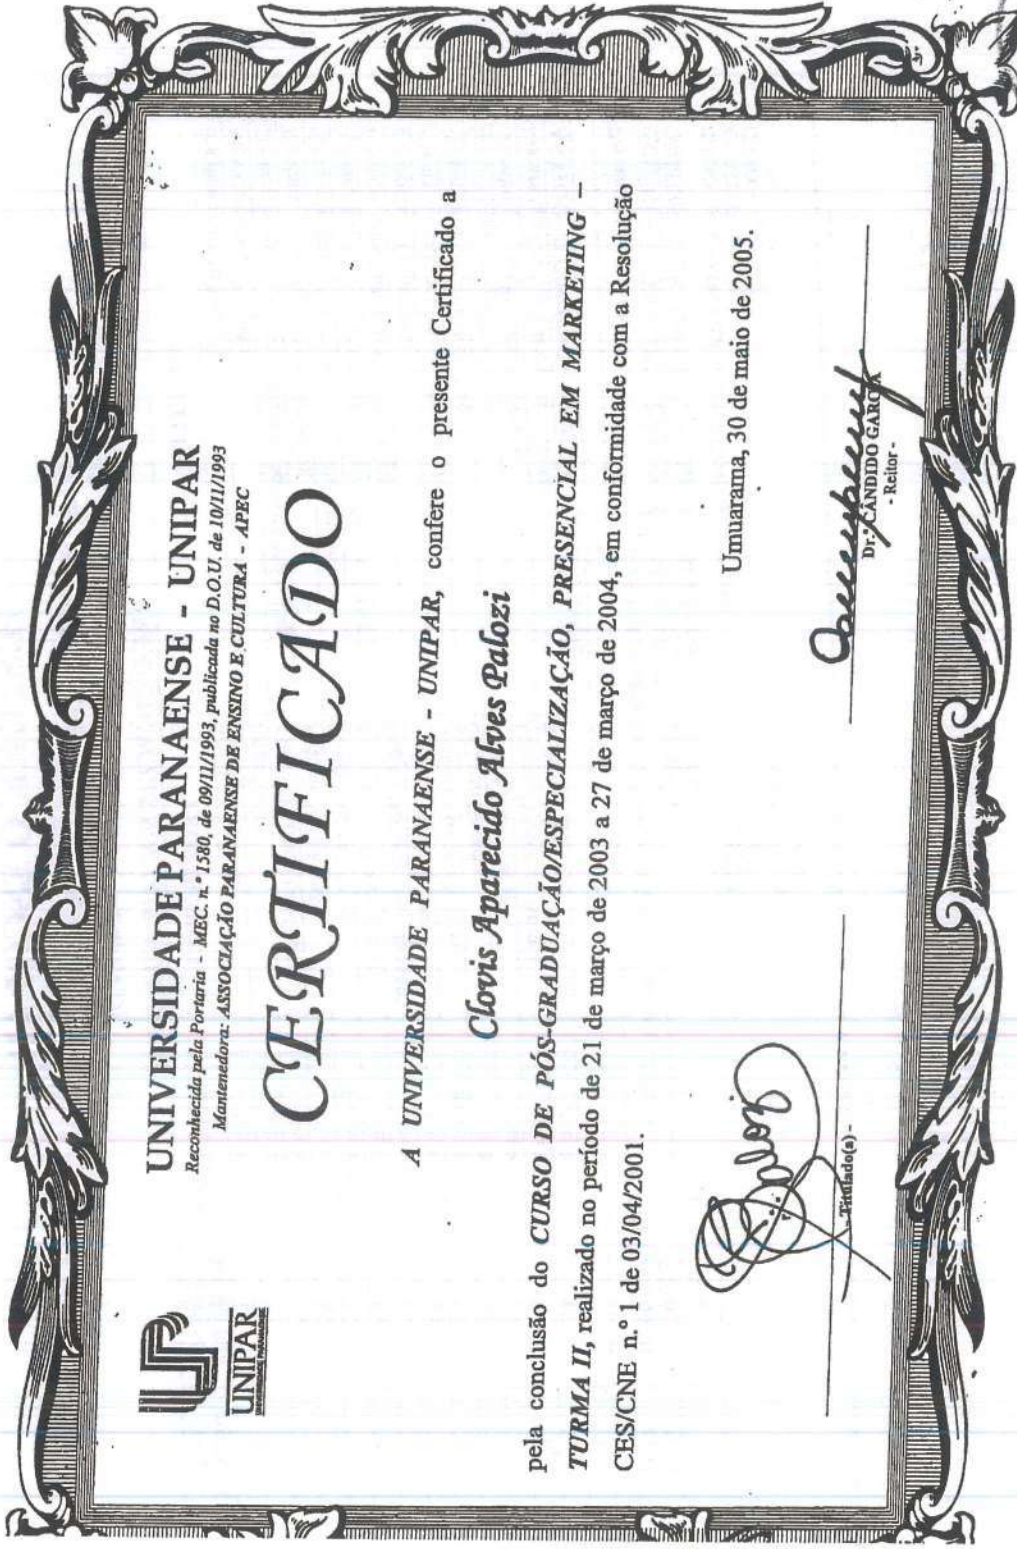 UNIPAR
UNIVERSIDADE PARANAENSE
UNIVERSIDADE PARANAENSE - UNIPAR
Reconhecida pela Portaria - MEC. n.º 1580, de 09/11/1993, publicada no D.O.U. de 10/11/1993
Mantenedora: ASSOCIAÇÃO PARANAENSE DE ENSINO E CULTURA - APEC
CERTIFICADO
A UNIVERSIDADE PARANAENSE - UNIPAR, confere o presente Certificado a
Clovis Aparecido Alves Palozi
pela conclusão do CURSO DE PÓS-GRADUAÇÃO/ESPECIALIZAÇÃO, PRESENCIAL EM MARKETING –
TURMA II, realizado no período de 21 de março de 2003 a 27 de março de 2004, em conformidade com a Resolução
CES/CNE n.º 1 de 03/04/2001.
Umuarama, 30 de maio de 2005.
- Titulado(a) -
Dr. CÂNDIDO GARCIA
- Reitor -